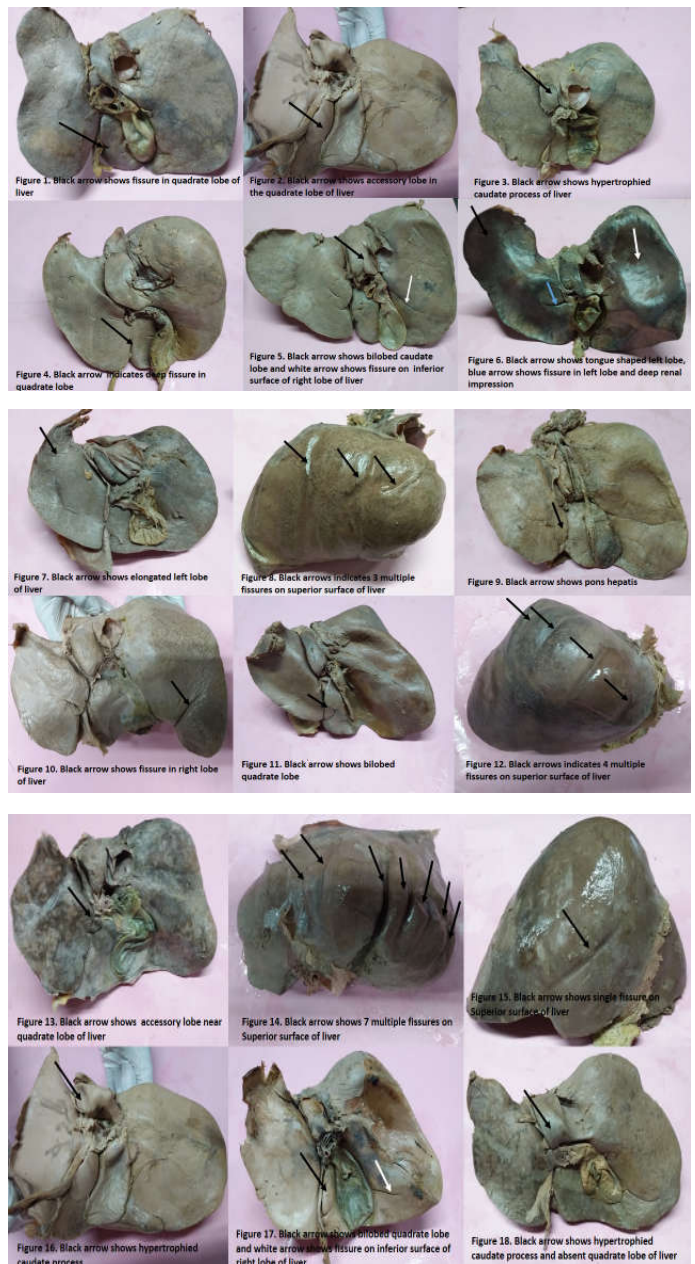 Figure 1. Black arrow shows fissure in quadrate lobe of
liver
Figure 2. Black arrow shows accessory lobe in
the quadrate lobe of liver
Figure 3. Black arrow shows hypertrophied
caudate process of liver
Figure 4. Black arrow indicates deep fissure in
quadrate lobe
Figure 5. Black arrow shows bilobed caudate
lobe and white arrow shows fissure on inferior
surface of right lobe of liver
Figure 6. Black arrow shows tongue shaped left lobe,
blue arrow shows fissure in left lobe and deep renal
impression
Figure 7. Black arrow shows elongated left lobe
of liver
Figure 8. Black arrows indicates 3 multiple
fissures on superior surface of liver
Figure 9. Black arrow shows pons hepatis
Figure 10. Black arrow shows fissure in right lobe
of liver
Figure 11. Black arrow shows bilobed
quadrate lobe
Figure 12. Black arrows indicates 4 multiple
fissures on superior surface of liver
Figure 13. Black arrow shows accessory lobe near
quadrate lobe of liver
Figure 14. Black arrow shows 7 multiple fissures on
Superior surface of liver
Figure 15. Black arrow shows single fissure on
Superior surface of liver
Figure 16. Black arrow shows hypertrophied
caudate process
Figure 17. Black arrow shows bilobed quadrate lobe
and white arrow shows fissure on inferior surface of
right lobe of liver
Figure 18. Black arrow shows hypertrophied
caudate process and absent quadrate lobe of liver